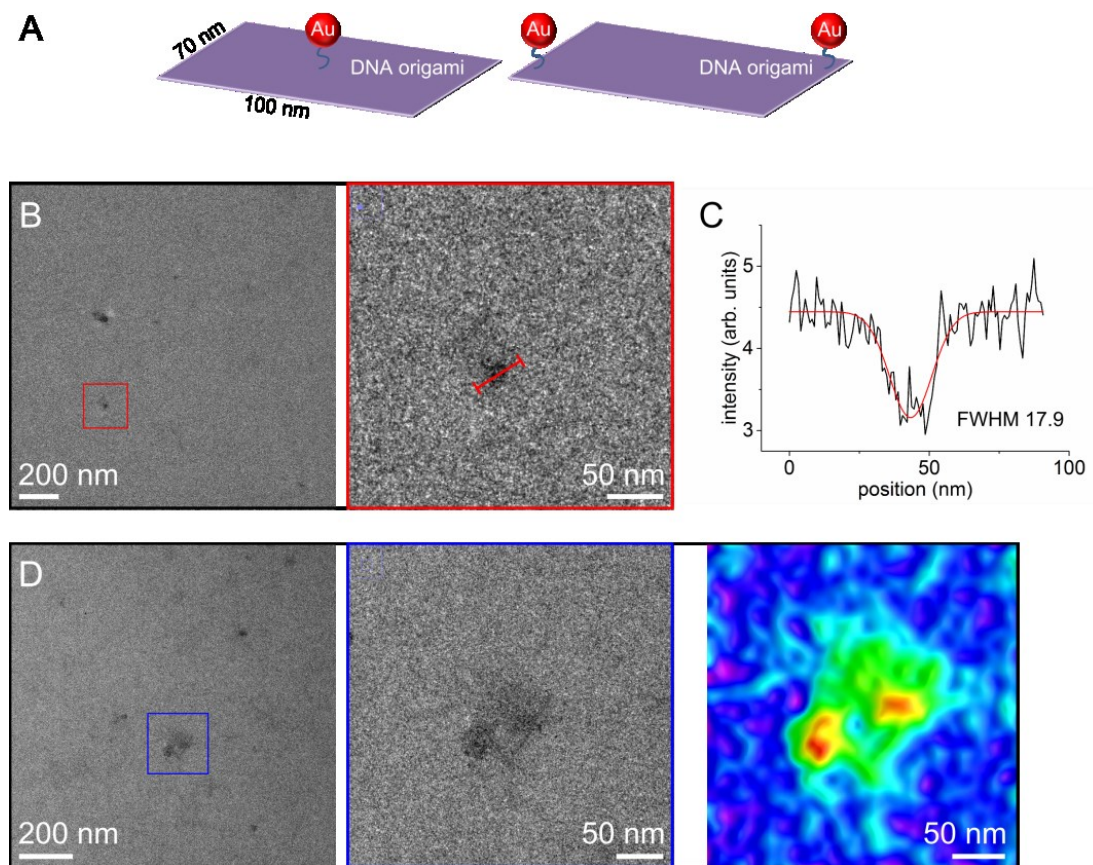 A
Au
Au
Au
70 nm
DNA origami
DNA origami
100 nm
B
200 nm
50 nm
C
5
4
3
intensity (arb. units)
FWHM 17.9
0
50
100
position (nm)
D
200 nm
50 nm
50 nm